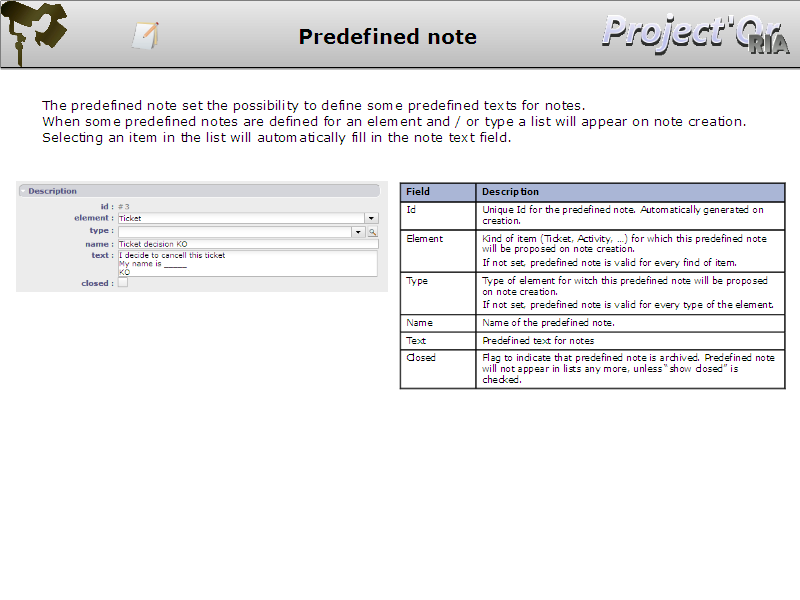 Predefined note
Project'Or
RIA
The predefined note set the possibility to define some predefined texts for notes.
When some predefined notes are defined for an element and / or type a list will appear on note creation.
Selecting an item in the list will automatically fill in the note text field.
Description
id : #3
element : Ticket
type :
name : Ticket decision KO
text : I decide to cancell this ticket
My name is ______
KO
closed :
Field Description
Id Unique Id for the predefined note. Automatically generated on
creation.
Element Kind of item (Ticket, Activity, …) for which this predefined note
will be proposed on note creation.
If not set, predefined note is valid for every find of item.
Type Type of element for witch this predefined note will be proposed
on note creation.
If not set, predefined note is valid for every type of the element.
Name Name of the predefined note.
Text Predefined text for notes
Closed Flag to indicate that predefined note is archived. Predefined note
will not appear in lists any more, unless “show closed” is
checked.